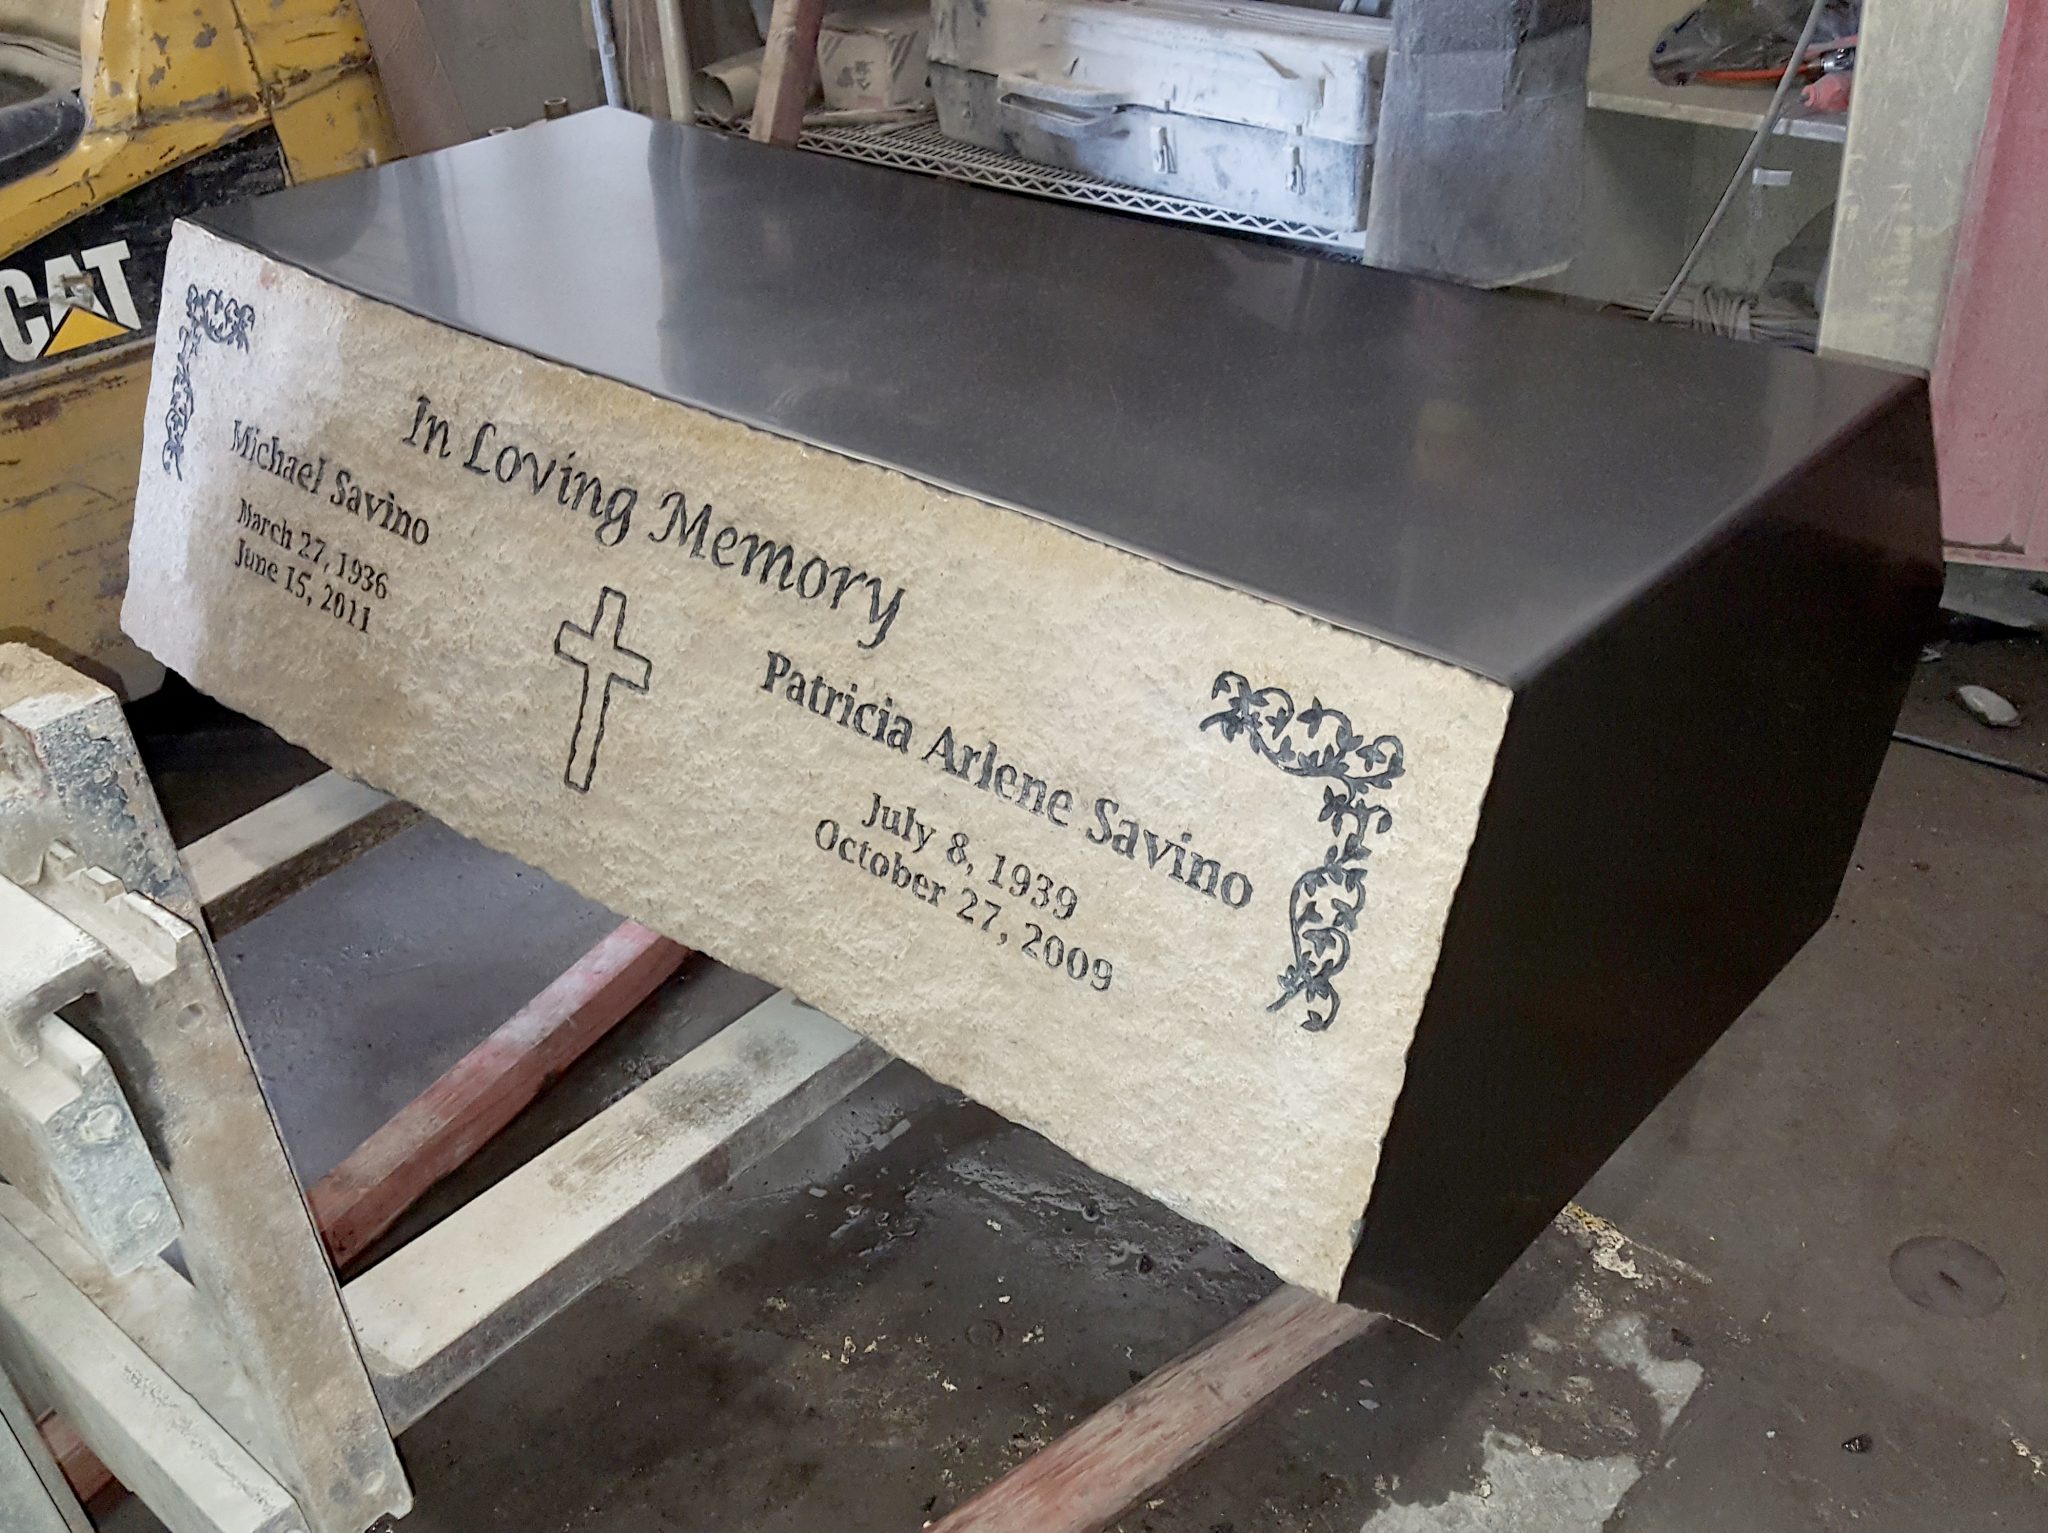 CAT
In Loving Memory
Michael Savino
March 27, 1936
June 15, 2011
Patricia Arlene Savino
July 8, 1939
October 27, 2009